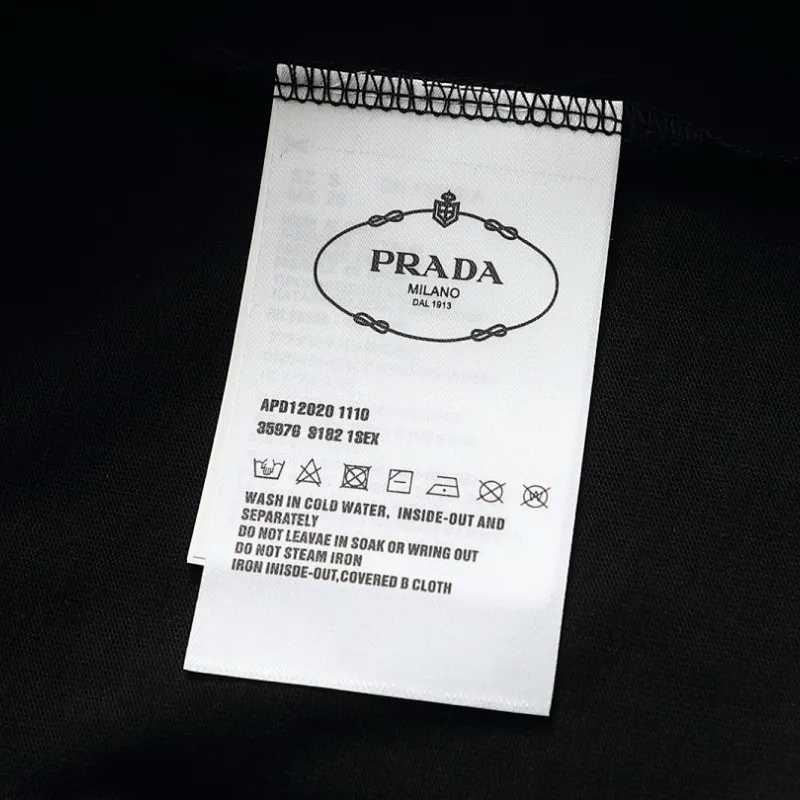 PRADA
MILANO
DAL 1913
APD12020 1110
35976 S182 1SEX
WASH IN COLD WATER, INSIDE-OUT AND
SEPARATELY
DO NOT LEAVAE IN SOAK OR WRING OUT
DO NOT STEAM IRON
IRON INISDE-OUT,COVERED B CLOTH